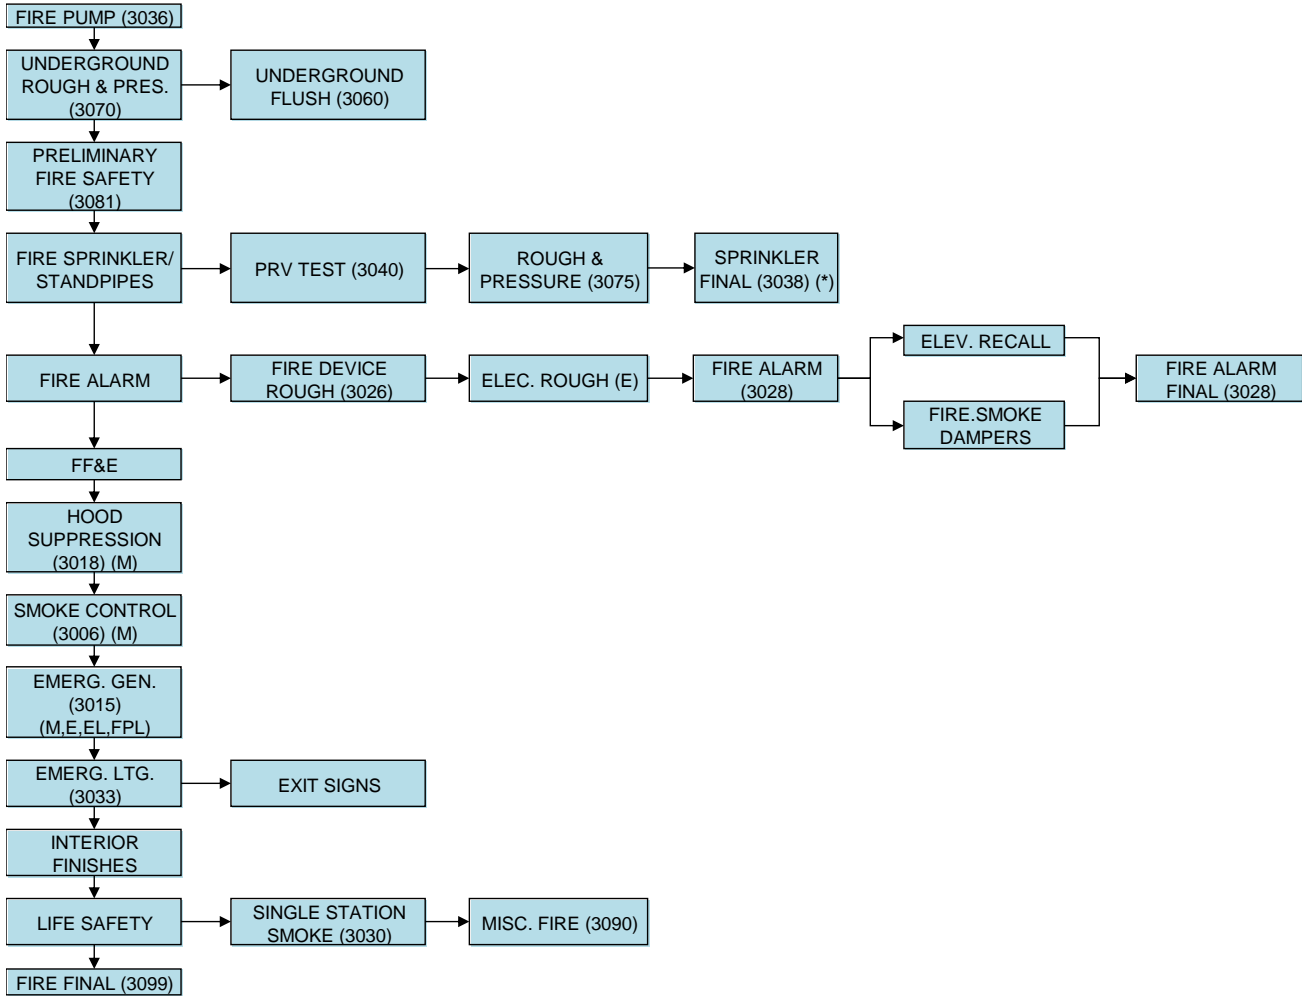 FIRE PUMP (3036)
UNDERGROUND
ROUGH & PRES.
(3070)
UNDERGROUND
FLUSH (3060)
PRELIMINARY
FIRE SAFETY
(3081)
FIRE SPRINKLER/
STANDPIPES
PRV TEST (3040)
ROUGH &
PRESSURE (3075)
SPRINKLER
FINAL (3038) (*)
FIRE ALARM
FIRE DEVICE
ROUGH (3026)
ELEC. ROUGH (E)
FIRE ALARM
(3028)
ELEV. RECALL
FIRE.SMOKE
DAMPERS
FIRE ALARM
FINAL (3028)
FF&E
HOOD
SUPPRESSION
(3018) (M)
SMOKE CONTROL
(3006) (M)
EMERG. GEN.
(3015)
(M,E,EL,FPL)
EMERG. LTG.
(3033)
EXIT SIGNS
INTERIOR
FINISHES
LIFE SAFETY
SINGLE STATION
SMOKE (3030)
MISC. FIRE (3090)
FIRE FINAL (3099)